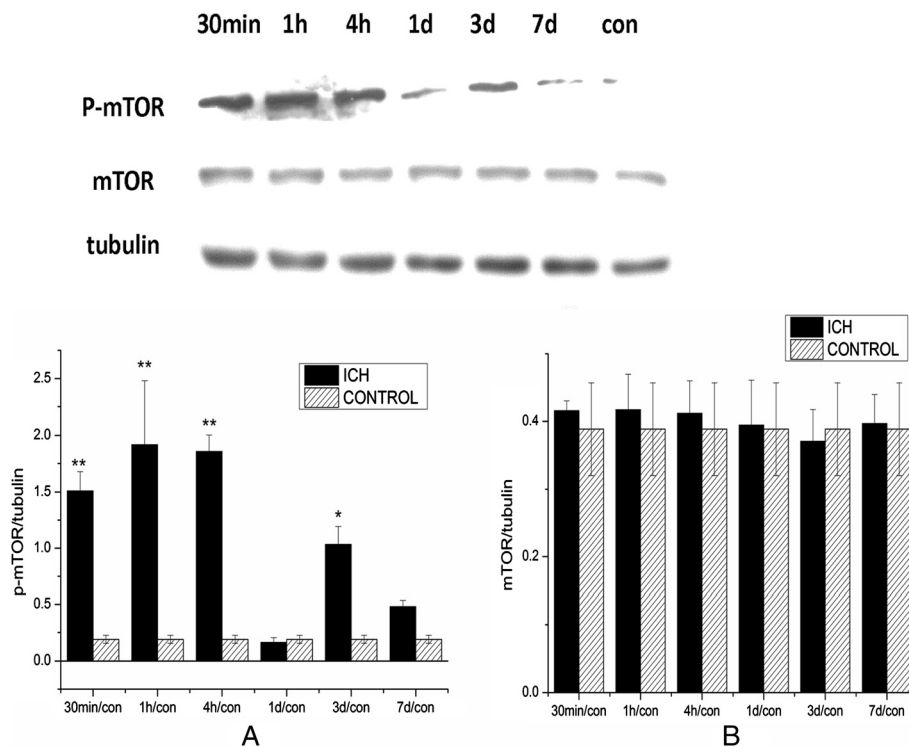 30min 1h 4h 1d 3d 7d con
P-mTOR
mTOR
tubulin
ICH
CONTROL
p-mTOR/tubulin
2.5
2.0
1.5
1.0
0.5
0.0
**
**
**
*
30min/con 1h/con 4h/con 1d/con 3d/con 7d/con
A
ICH
CONTROL
mTOR/tubulin
0.4
0.2
0.0
30min/con 1h/con 4h/con 1d/con 3d/con 7d/con
B